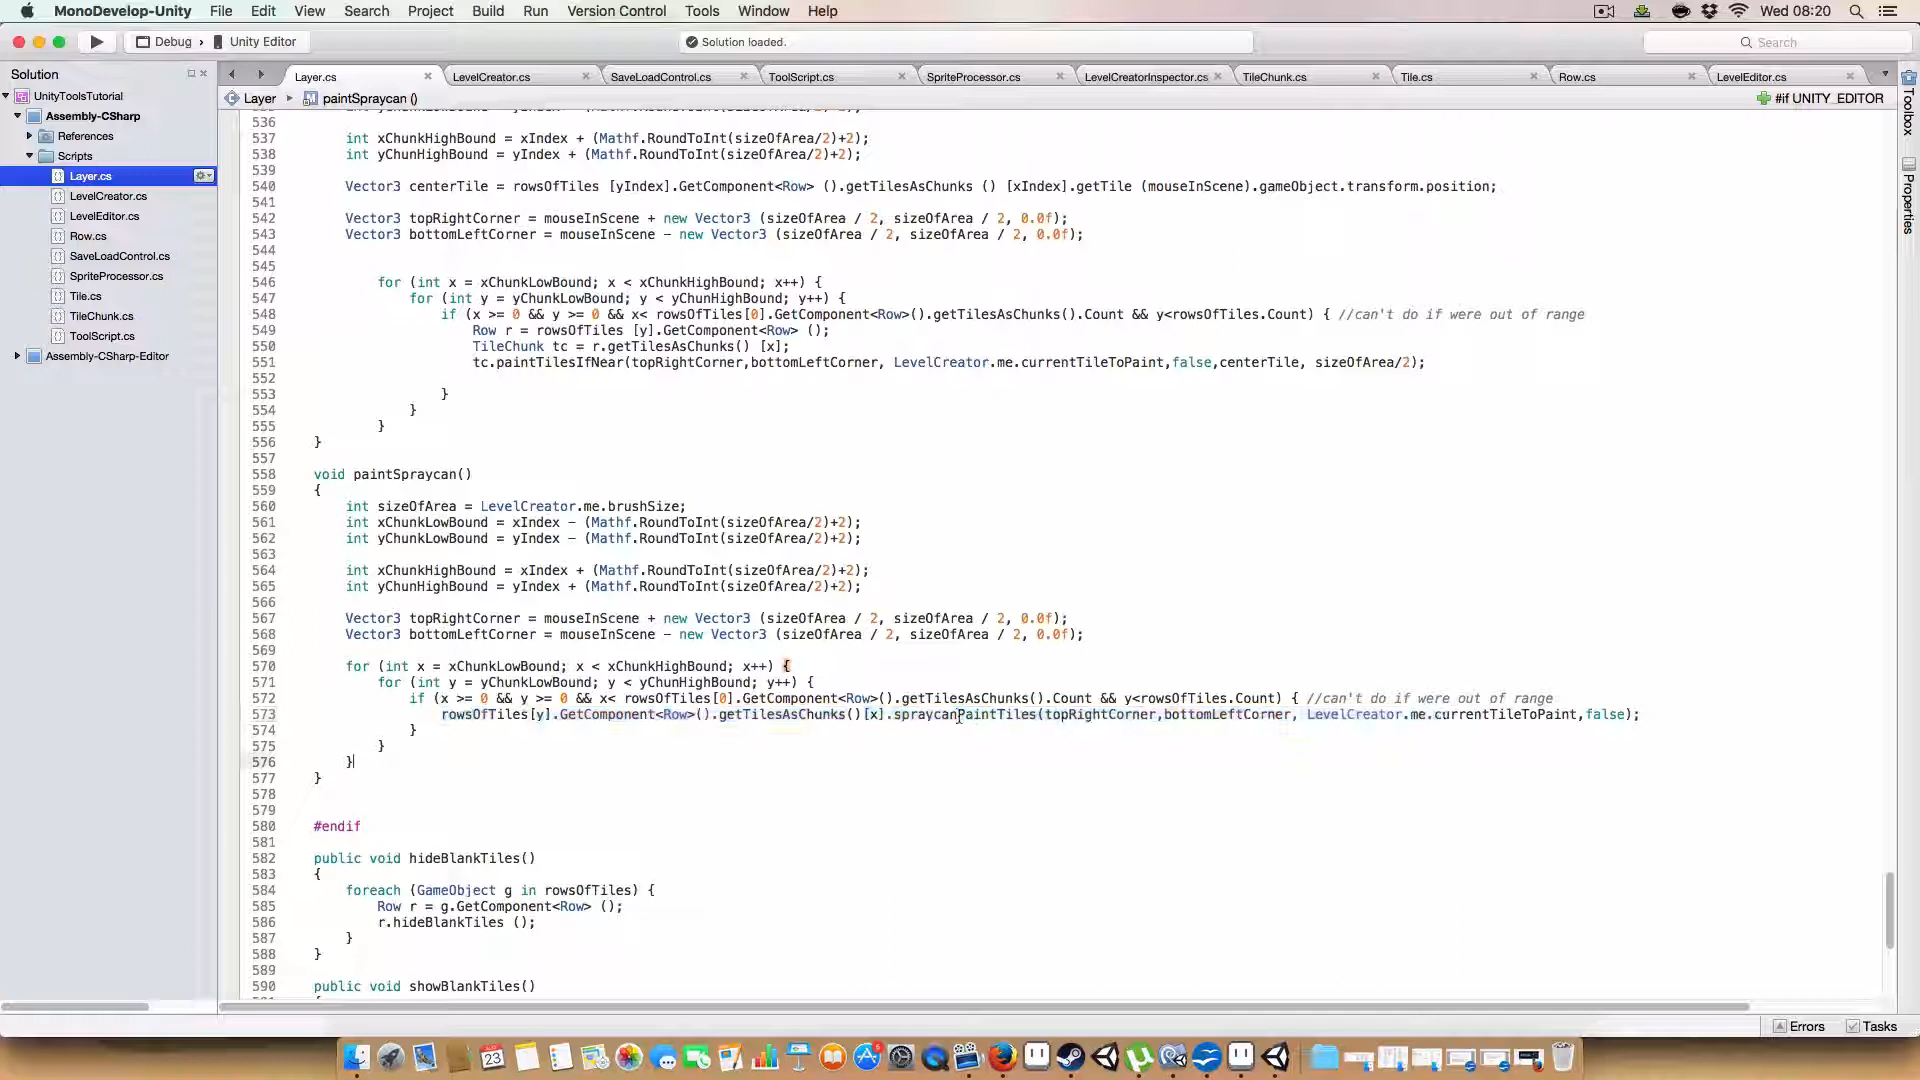 MonoDevelop-Unity File Edit View Search Project Build Run Version Control Tools Window Help Wed 08:20
Debug › Unity Editor Solution loaded. Search
Solution
UnityToolsTutorial
Assembly-CSharp
References
Scripts
Layer.cs
LevelCreator.cs
LevelEditor.cs
Row.cs
SaveLoadControl.cs
SpriteProcessor.cs
Tile.cs
TileChunk.cs
ToolScript.cs
Assembly-CSharp-Editor
Layer.cs LevelCreator.cs SaveLoadControl.cs ToolScript.cs SpriteProcessor.cs LevelCreatorInspector.cs TileChunk.cs Tile.cs Row.cs LevelEditor.cs
Layer ▸ paintSpraycan () #if UNITY_EDITOR
Toolbox
Properties
536
537 int xChunkHighBound = xIndex + (Mathf.RoundToInt(sizeOfArea/2)+2);
538 int yChunHighBound = yIndex + (Mathf.RoundToInt(sizeOfArea/2)+2);
539
540 Vector3 centerTile = rowsOfTiles [yIndex].GetComponent<Row> ().getTilesAsChunks () [xIndex].getTile (mouseInScene).gameObject.transform.position;
541
542 Vector3 topRightCorner = mouseInScene + new Vector3 (sizeOfArea / 2, sizeOfArea / 2, 0.0f);
543 Vector3 bottomLeftCorner = mouseInScene - new Vector3 (sizeOfArea / 2, sizeOfArea / 2, 0.0f);
544
545
546 for (int x = xChunkLowBound; x < xChunkHighBound; x++) {
547 for (int y = yChunkLowBound; y < yChunHighBound; y++) {
548 if (x >= 0 && y >= 0 && x< rowsOfTiles[0].GetComponent<Row>().getTilesAsChunks().Count && y<rowsOfTiles.Count) { //can't do if were out of range
549 Row r = rowsOfTiles [y].GetComponent<Row> ();
550 TileChunk tc = r.getTilesAsChunks() [x];
551 tc.paintTilesIfNear(topRightCorner,bottomLeftCorner, LevelCreator.me.currentTileToPaint,false,centerTile, sizeOfArea/2);
552
553 }
554 }
555 }
556 }
557
558 void paintSpraycan()
559 {
560 int sizeOfArea = LevelCreator.me.brushSize;
561 int xChunkLowBound = xIndex - (Mathf.RoundToInt(sizeOfArea/2)+2);
562 int yChunkLowBound = yIndex - (Mathf.RoundToInt(sizeOfArea/2)+2);
563
564 int xChunkHighBound = xIndex + (Mathf.RoundToInt(sizeOfArea/2)+2);
565 int yChunHighBound = yIndex + (Mathf.RoundToInt(sizeOfArea/2)+2);
566
567 Vector3 topRightCorner = mouseInScene + new Vector3 (sizeOfArea / 2, sizeOfArea / 2, 0.0f);
568 Vector3 bottomLeftCorner = mouseInScene - new Vector3 (sizeOfArea / 2, sizeOfArea / 2, 0.0f);
569
570 for (int x = xChunkLowBound; x < xChunkHighBound; x++) {
571 for (int y = yChunkLowBound; y < yChunHighBound; y++) {
572 if (x >= 0 && y >= 0 && x< rowsOfTiles[0].GetComponent<Row>().getTilesAsChunks().Count && y<rowsOfTiles.Count) { //can't do if were out of range
573 rowsOfTiles[y].GetComponent<Row>().getTilesAsChunks()[x].spraycanPaintTiles(topRightCorner,bottomLeftCorner, LevelCreator.me.currentTileToPaint,false);
574 }
575 }
576 }
577 }
578
579
580 #endif
581
582 public void hideBlankTiles()
583 {
584 foreach (GameObject g in rowsOfTiles) {
585 Row r = g.GetComponent<Row> ();
586 r.hideBlankTiles ();
587 }
588 }
589
590 public void showBlankTiles()
Errors Tasks
23